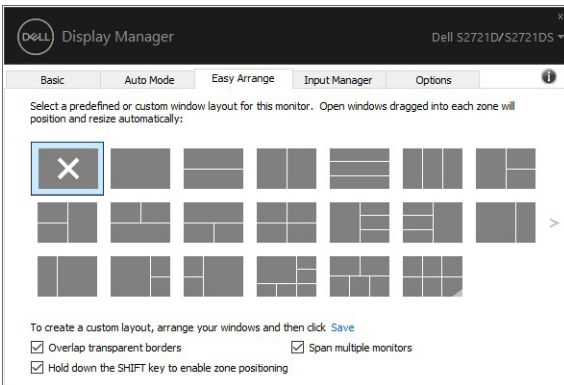 x
DELL Display Manager Dell S2721D/S2721DS
Basic Auto Mode Easy Arrange Input Manager Options i
Select a predefined or custom window layout for this monitor. Open windows dragged into each zone will
position and resize automatically:
>
To create a custom layout, arrange your windows and then click Save
Overlap transparent borders Span multiple monitors
Hold down the SHIFT key to enable zone positioning